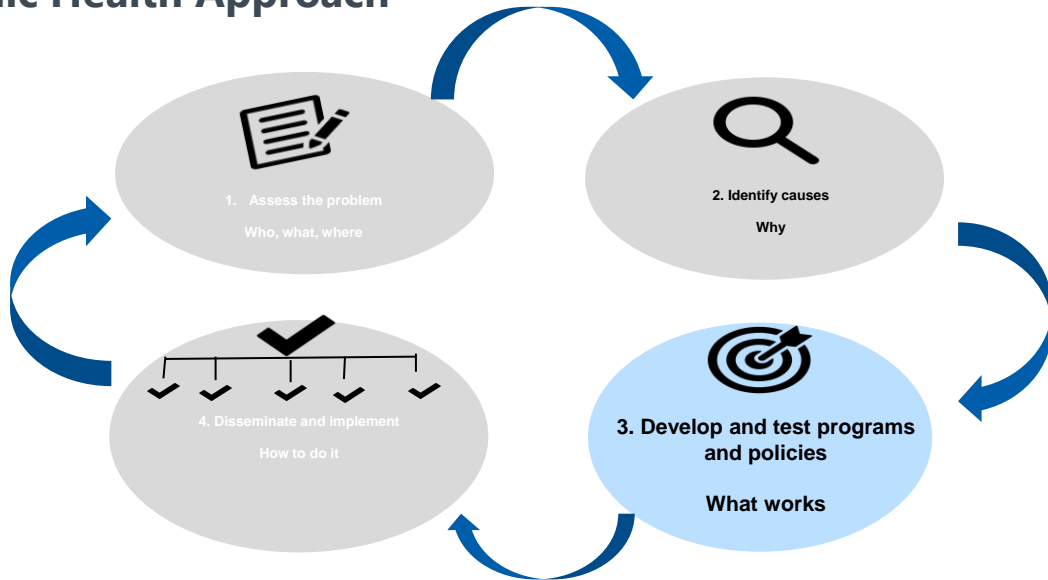 Health Approach
1. Assess the problem
Who, what, where
2. Identify causes
Why
3. Develop and test programs
and policies
What works
4. Disseminate and implement
How to do it